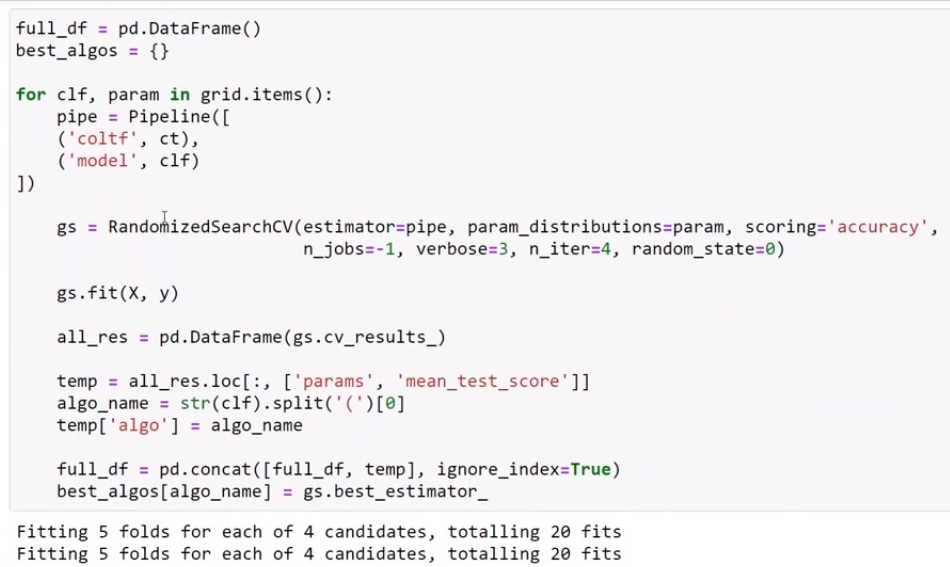 full_df = pd.DataFrame()
best_algos = {}
for clf, param in grid.items():
    pipe = Pipeline([
    ('coltf', ct),
    ('model', clf)
])
    gs = RandomizedSearchCV(estimator=pipe, param_distributions=param, scoring='accuracy',
                            n_jobs=-1, verbose=3, n_iter=4, random_state=0)
    gs.fit(X, y)
    all_res = pd.DataFrame(gs.cv_results_)
    temp = all_res.loc[:, ['params', 'mean_test_score']]
    algo_name = str(clf).split('(')[0]
    temp['algo'] = algo_name
    full_df = pd.concat([full_df, temp], ignore_index=True)
    best_algos[algo_name] = gs.best_estimator_
Fitting 5 folds for each of 4 candidates, totalling 20 fits
Fitting 5 folds for each of 4 candidates, totalling 20 fits